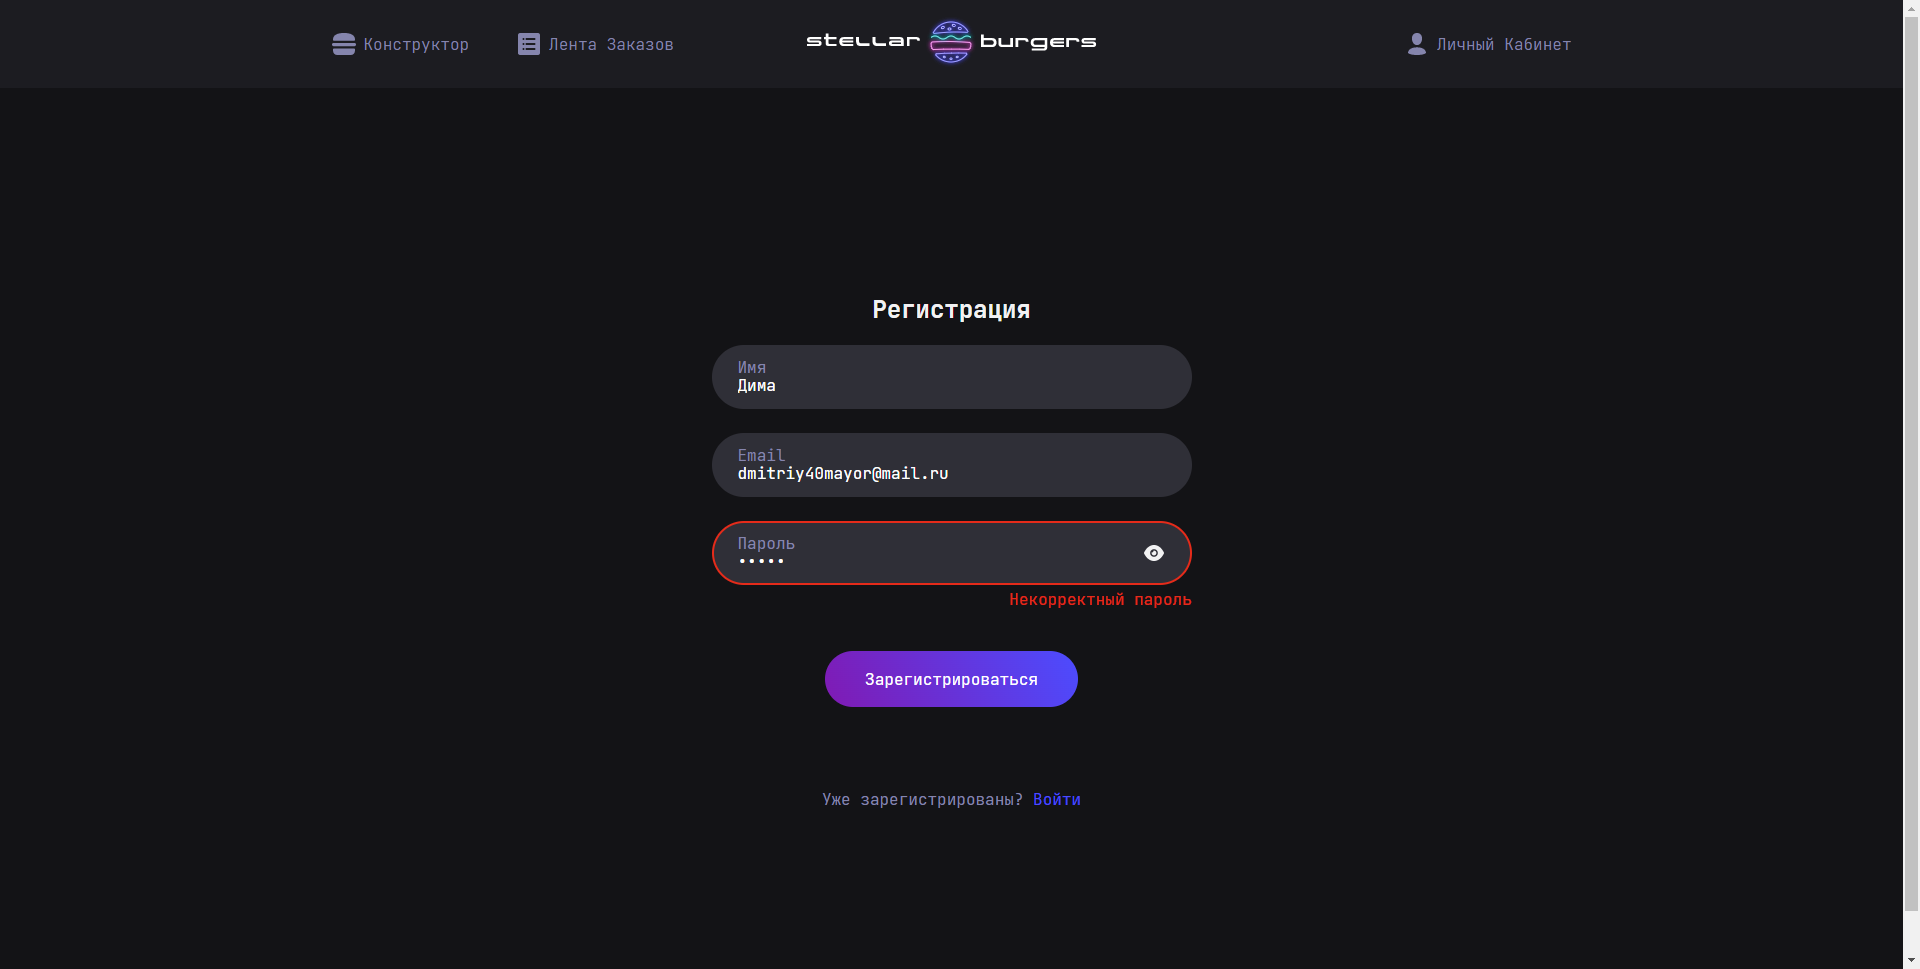 Конструктор
Лента Заказов
stellar burgers
Личный Кабинет
Регистрация
Имя
Дима
Email
dmitriy40mayor@mail.ru
Пароль
•••••
Некорректный пароль
Зарегистрироваться
Уже зарегистрированы? Войти